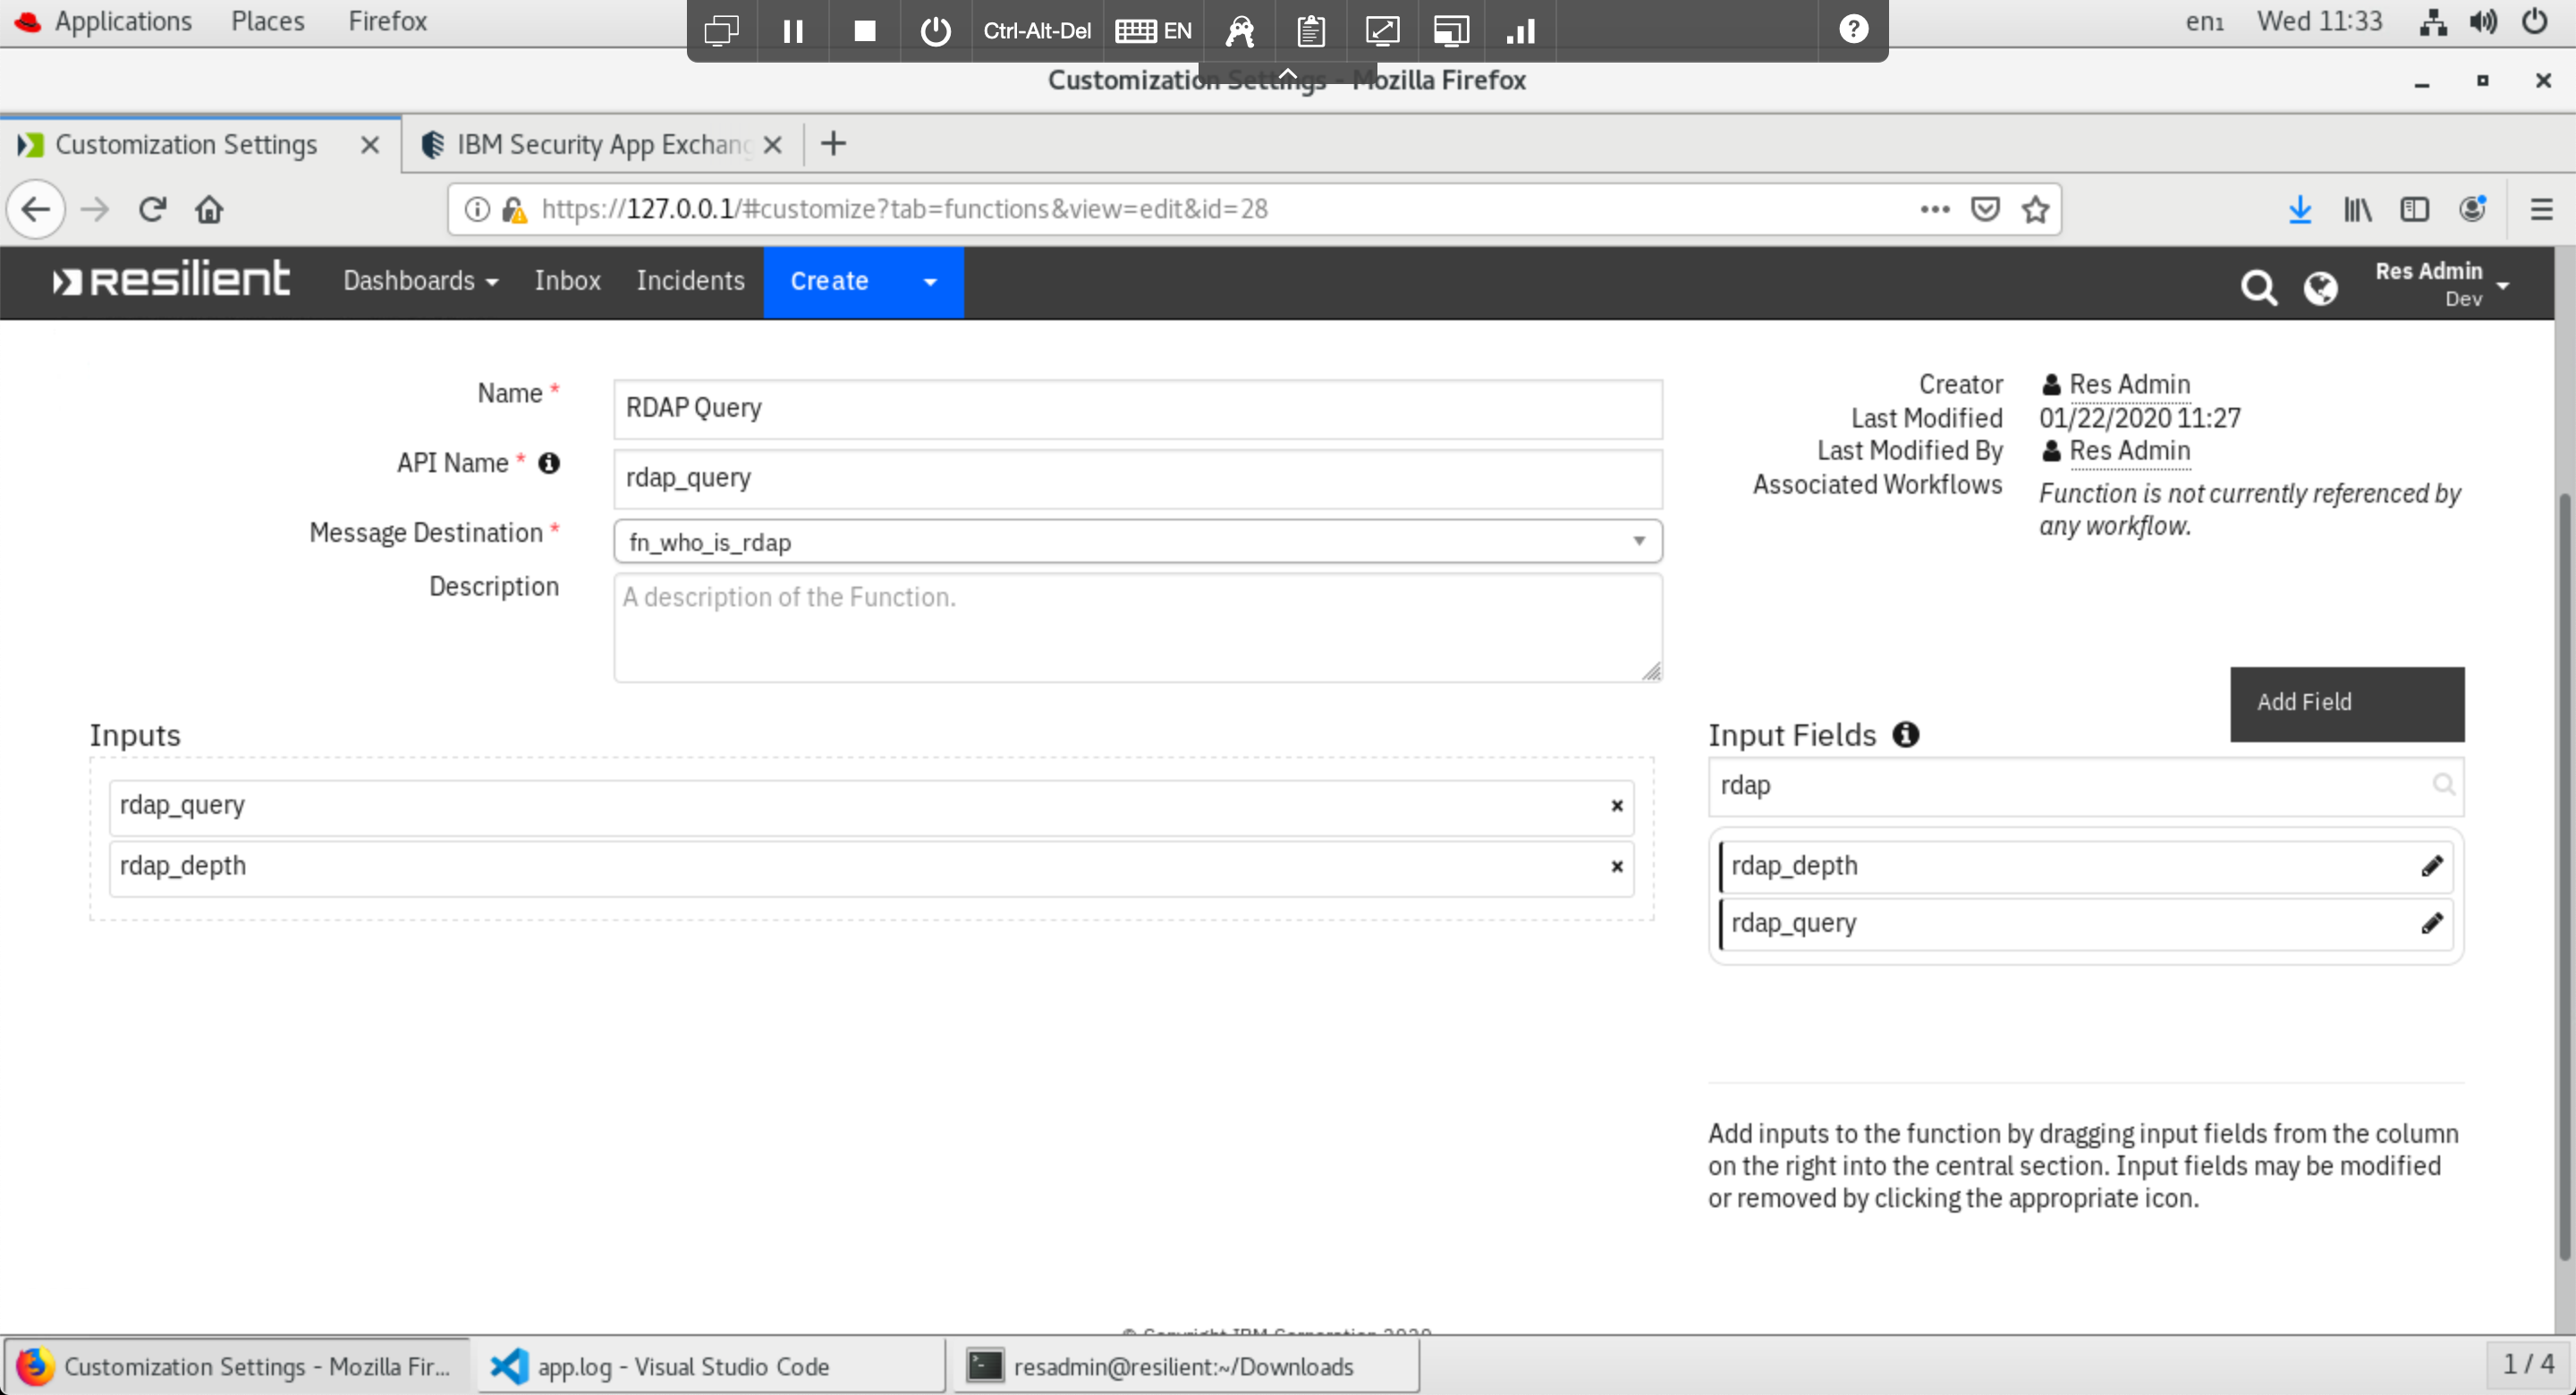 Applications Places Firefox
Ctrl-Alt-Del EN
?
en1 Wed 11:33
Customization Settings - Mozilla Firefox
Customization Settings
IBM Security App Exchang
https://127.0.0.1/#customize?tab=functions&view=edit&id=28
resilient Dashboards Inbox Incidents Create
Res Admin
Dev
Name *
RDAP Query
API Name *
rdap_query
Message Destination *
fn_who_is_rdap
Description
A description of the Function.
Creator Res Admin
Last Modified 01/22/2020 11:27
Last Modified By Res Admin
Associated Workflows Function is not currently referenced by
any workflow.
Inputs
rdap_query
rdap_depth
Add Field
Input Fields
rdap
rdap_depth
rdap_query
Add inputs to the function by dragging input fields from the column
on the right into the central section. Input fields may be modified
or removed by clicking the appropriate icon.
© Copyright IBM Corporation 2020
Customization Settings - Mozilla Fir...
app.log - Visual Studio Code
resadmin@resilient:~/Downloads
1 / 4